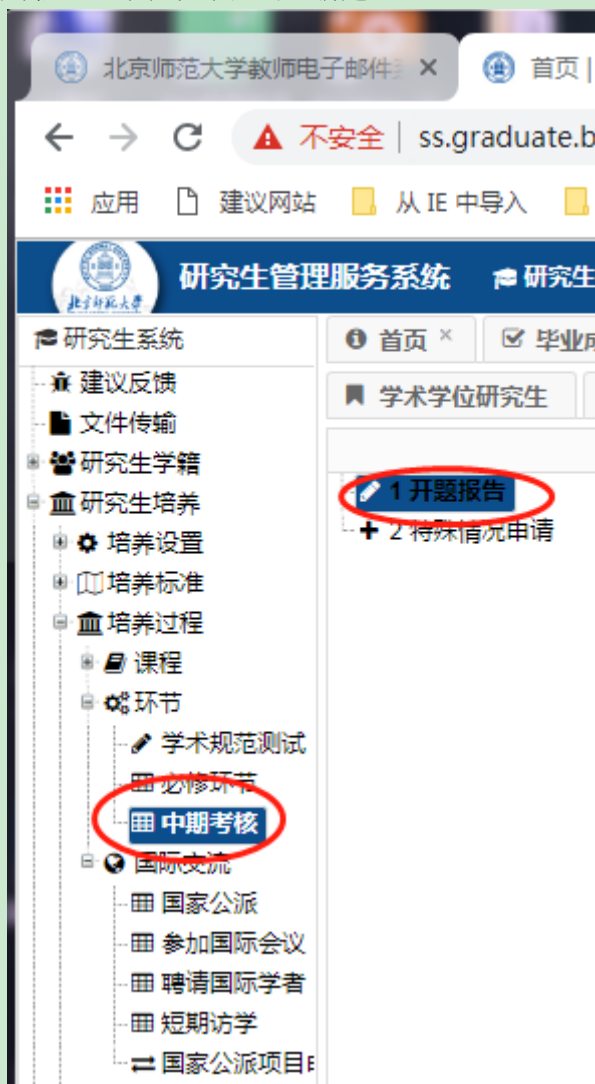 北京师范大学教师电子邮件
首页 |
不安全 | ss.graduate.b
应用 建议网站 从 IE 中导入
北京师范大学
研究生管理服务系统 研究生
研究生系统
首页 毕业成
建议反馈
学术学位研究生
文件传输
研究生学籍
1 开题报告
研究生培养
2 特殊情况申请
培养设置
培养标准
培养过程
课程
环节
学术规范测试
必修环节
中期考核
国际交流
国家公派
参加国际会议
聘请国际学者
短期访学
国家公派项目